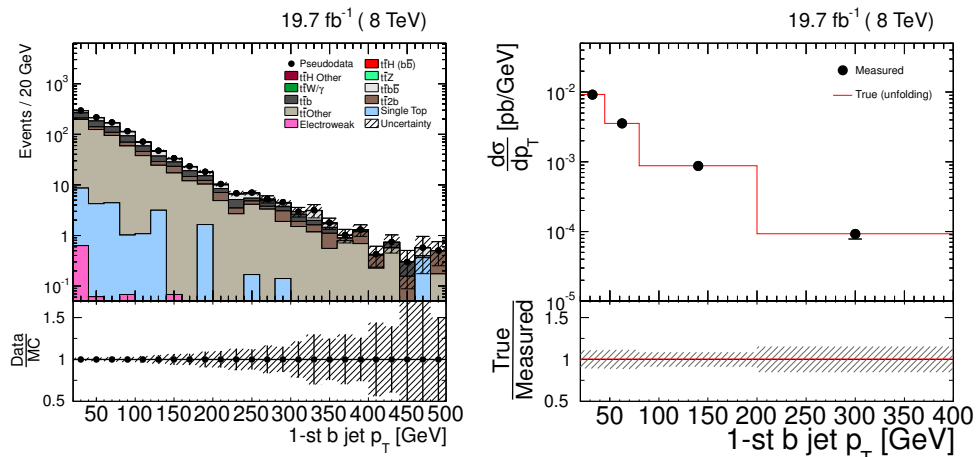 19.7 fb⁻¹ ( 8 TeV)
Events / 20 GeV
10³
10²
10
1
10⁻¹
Pseudodata
tt̄H Other
tt̄W/γ
tt̄b
tt̄Other
Electroweak
tt̄H (bb̄)
tt̄Z
tt̄bb̄
tt̄2b
Single Top
Uncertainty
Data
MC
1.5
1
0.5
50 100 150 200 250 300 350 400 450 500
1-st b jet p_T [GeV]
19.7 fb⁻¹ ( 8 TeV)
dσ
dp_T
[pb/GeV]
10⁻²
10⁻³
10⁻⁴
10⁻⁵
Measured
True (unfolding)
True
Measured
1.5
1
0.5
50 100 150 200 250 300 350 400
1-st b jet p_T [GeV]